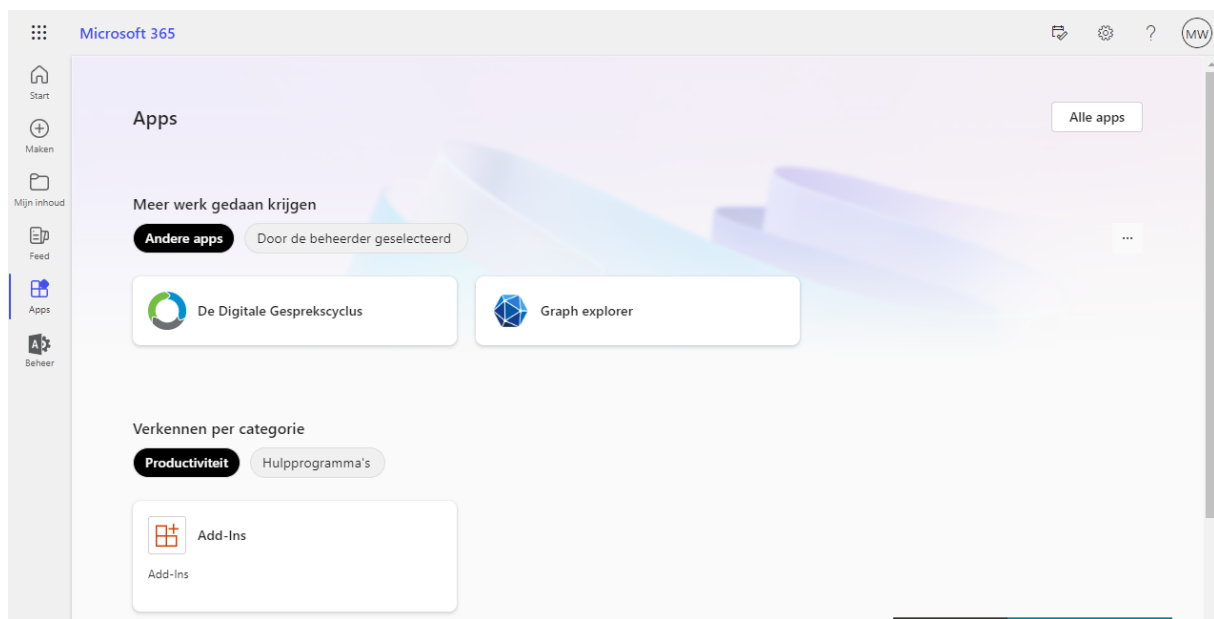 Microsoft 365
MW
Start
Maken
Mijn inhoud
Feed
Apps
Beheer
Apps
Alle apps
Meer werk gedaan krijgen
Andere apps
Door de beheerder geselecteerd
De Digitale Gesprekscyclus
Graph explorer
Verkennen per categorie
Productiviteit
Hulpprogramma's
Add-Ins
Add-Ins